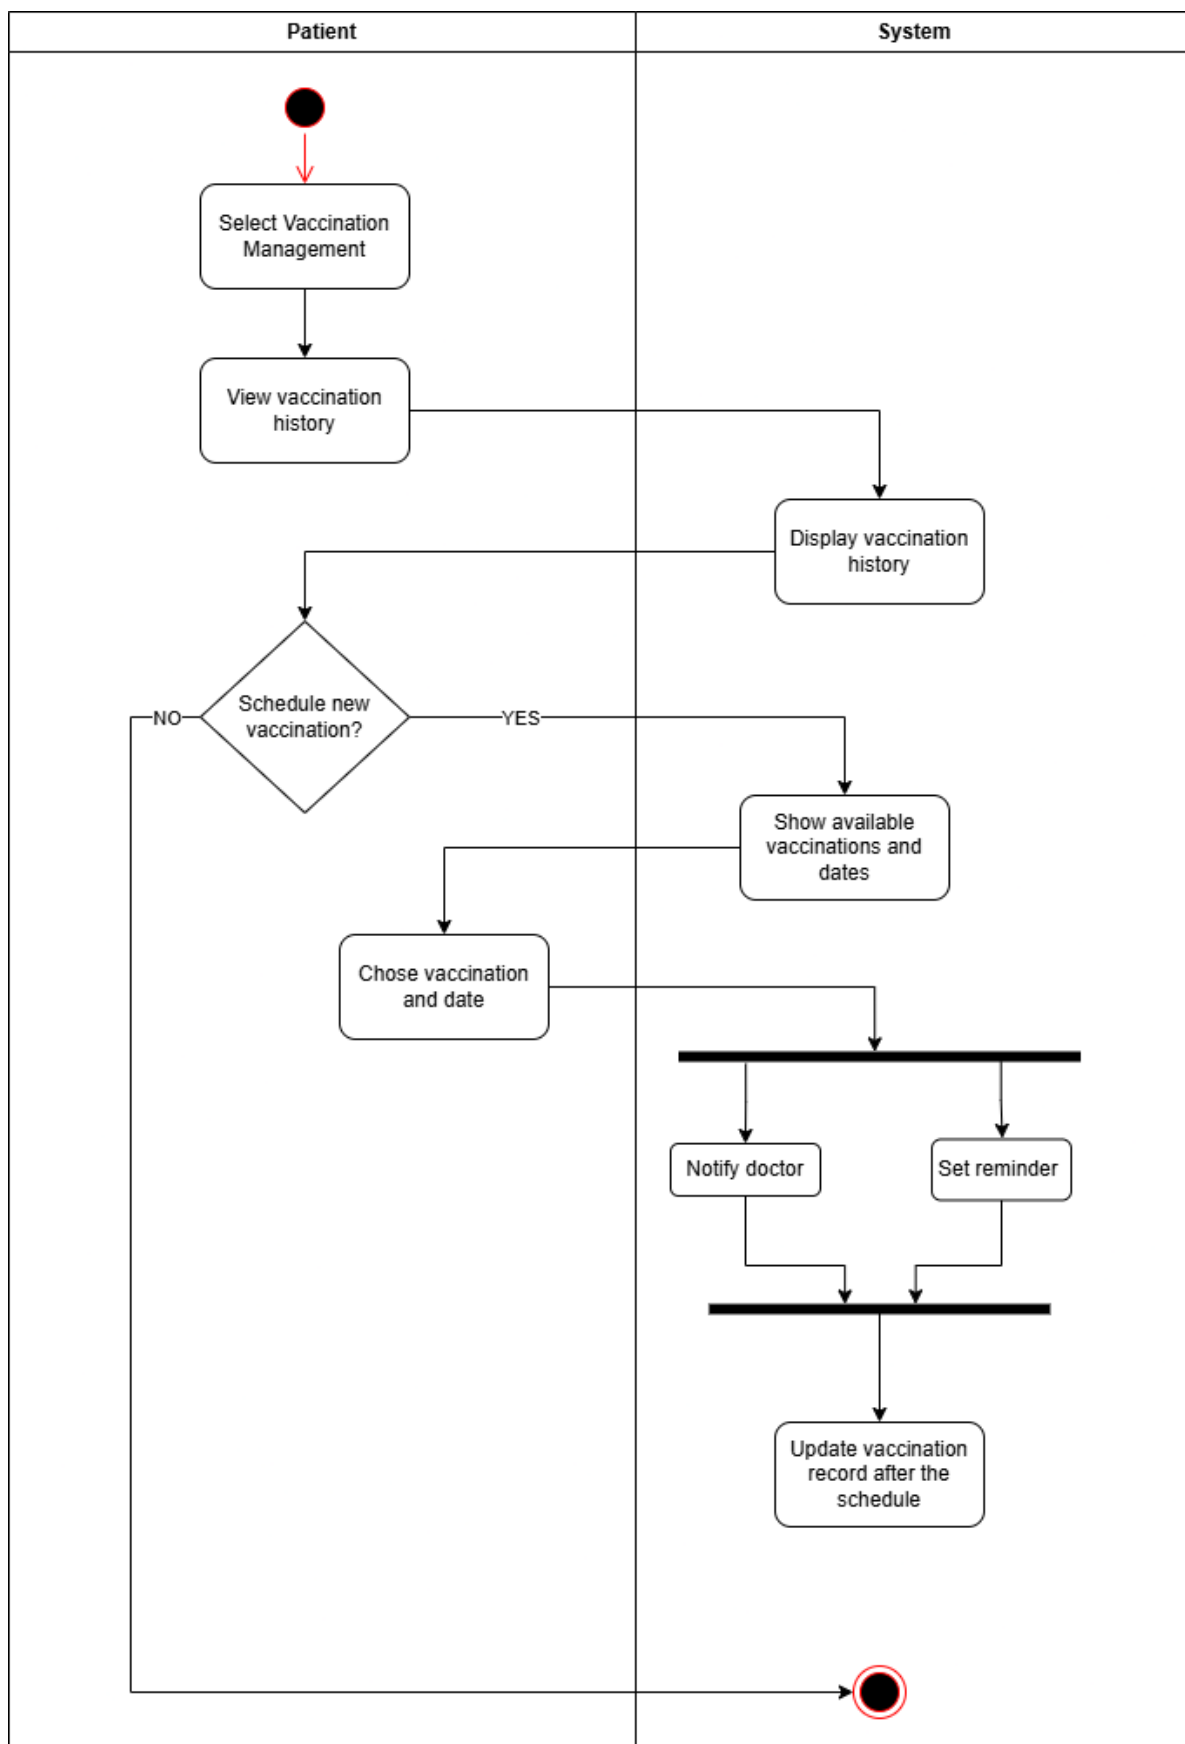 Patient
System
Select Vaccination
Management
View vaccination
history
Display vaccination
history
Schedule new
vaccination?
NO
YES
Show available
vaccinations and
dates
Chose vaccination
and date
Notify doctor
Set reminder
Update vaccination
record after the
schedule